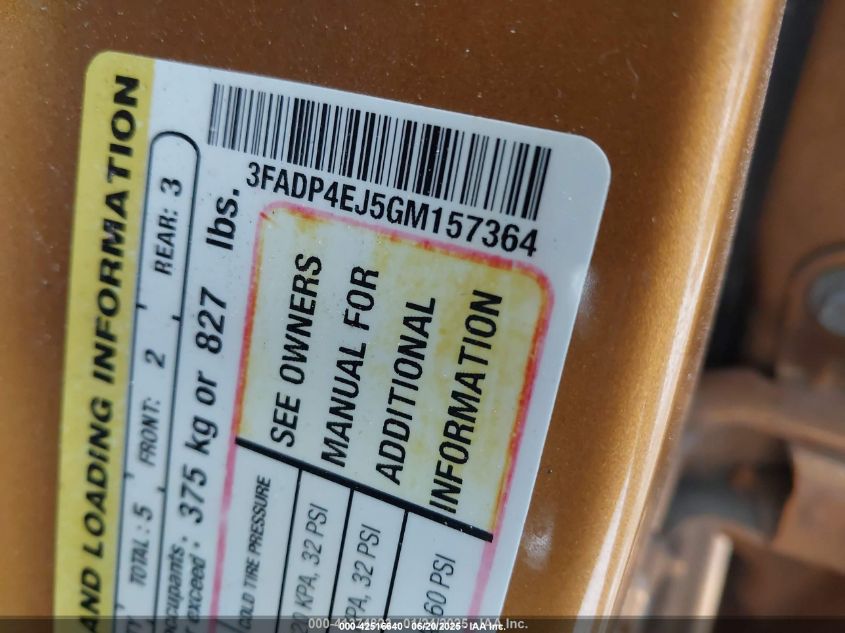 AND LOADING INFORMATION
TOTAL : 5 FRONT: 2 REAR: 3
exceed 375 kg or 827 lbs.
3FADP4EJ5GM157364
SEE OWNERS
MANUAL FOR
ADDITIONAL
INFORMATION
COLD TIRE PRESSURE
KPA, 32 PSI
32 PSI
60 PSI
000-42516640 - 06/20/2025 - IAA Inc.